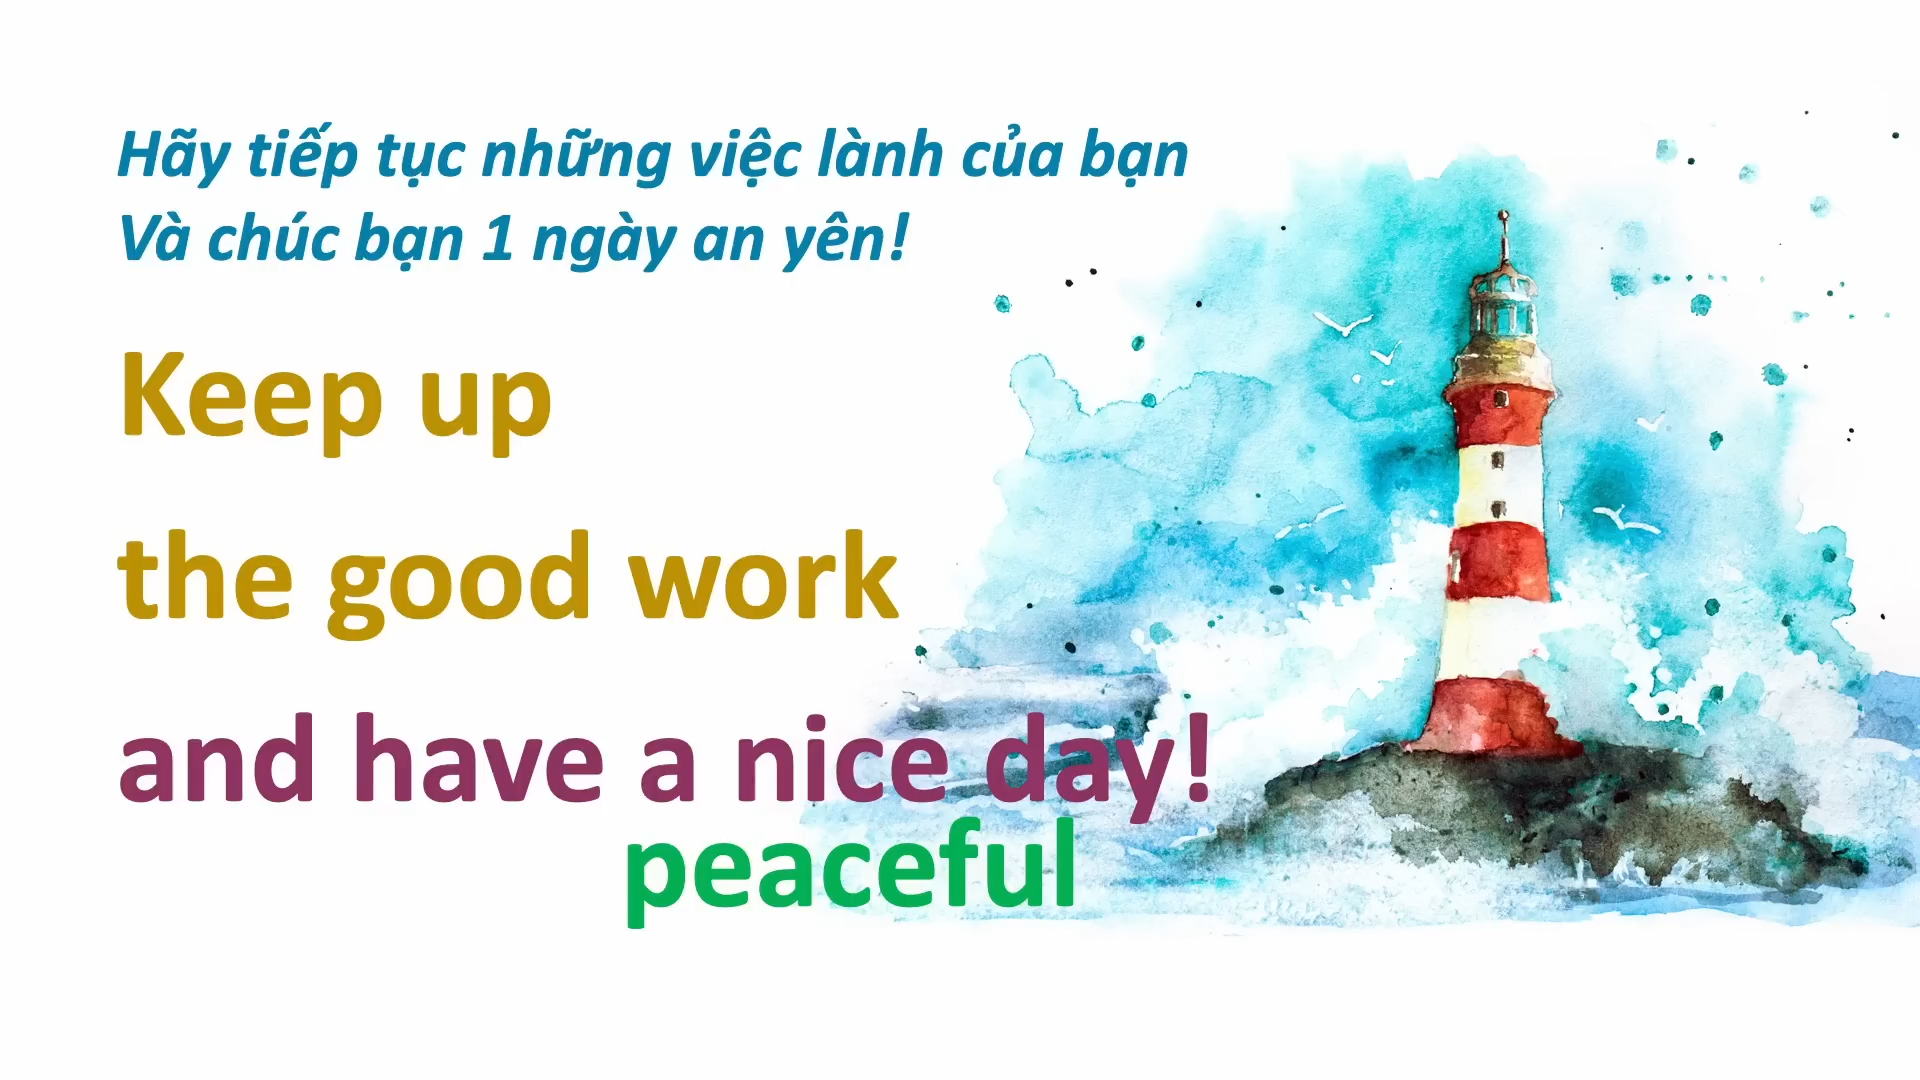 Hãy tiếp tục những việc lành của bạn
Và chúc bạn 1 ngày an yên!
Keep up
the good work
and have a nice day!
peaceful